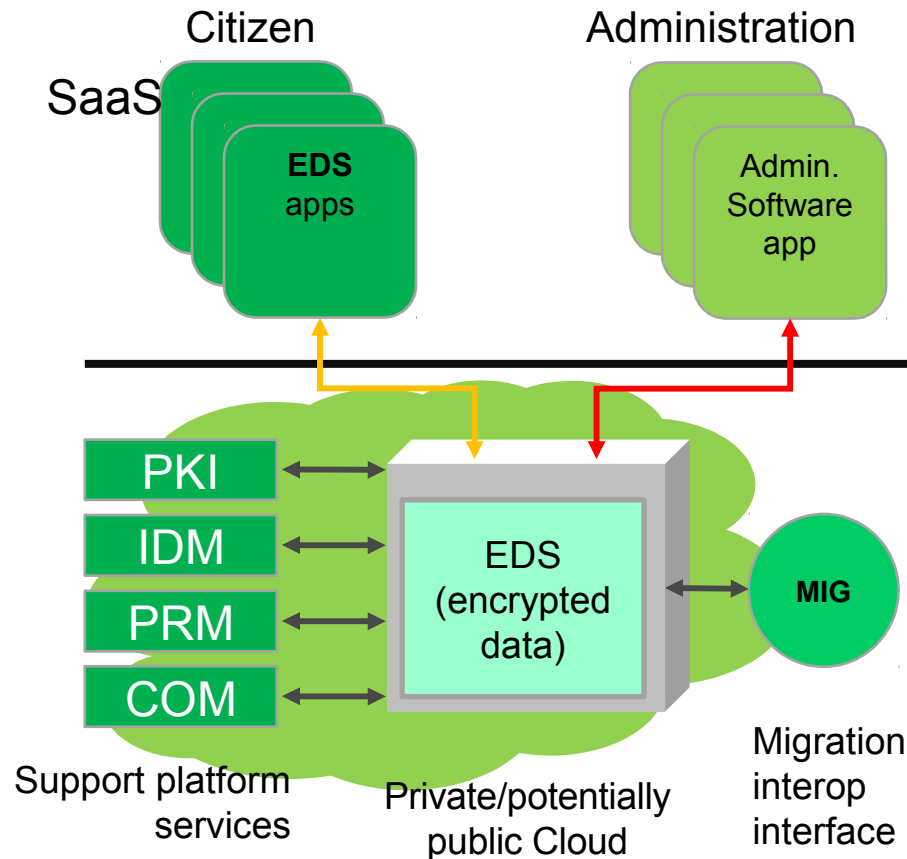 Citizen
Administration
SaaS
EDS
apps
Admin.
Software
app
PKI
IDM
PRM
COM
EDS
(encrypted
data)
MIG
Support platform
services
Private/potentially
public Cloud
Migration
interop
interface